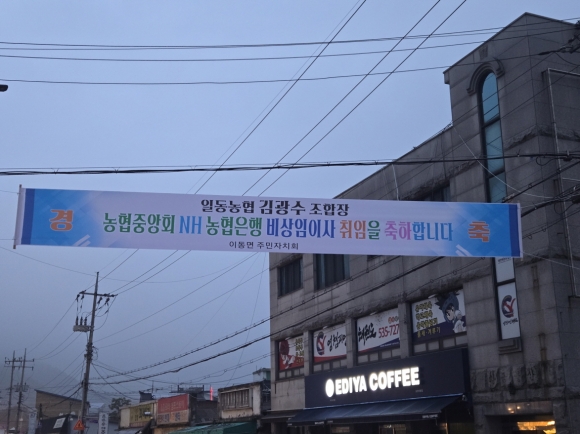 경
일동농협 김광수 조합장
농협중앙회 NH 농협은행 비상임이사 취임을 축하합니다
이동면 주민자치회
축
535-727
EDIYA COFFEE